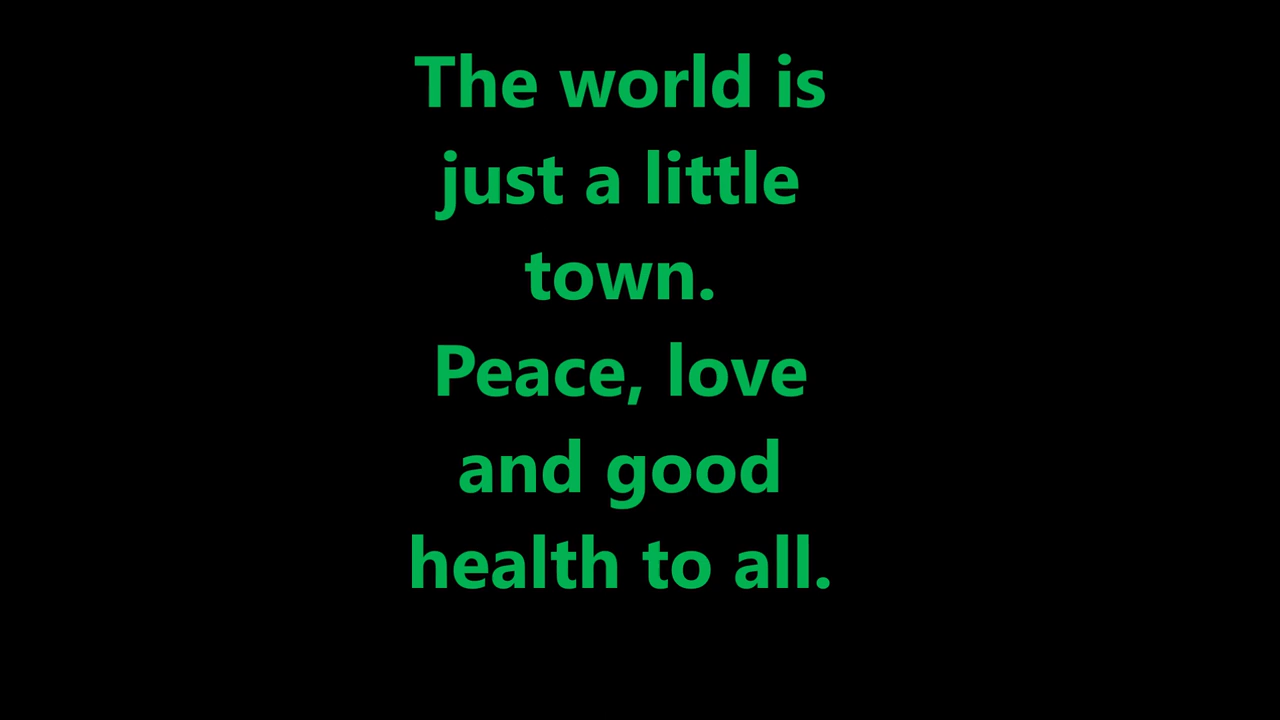 The world is
just a little
town.
Peace, love
and good
health to all.